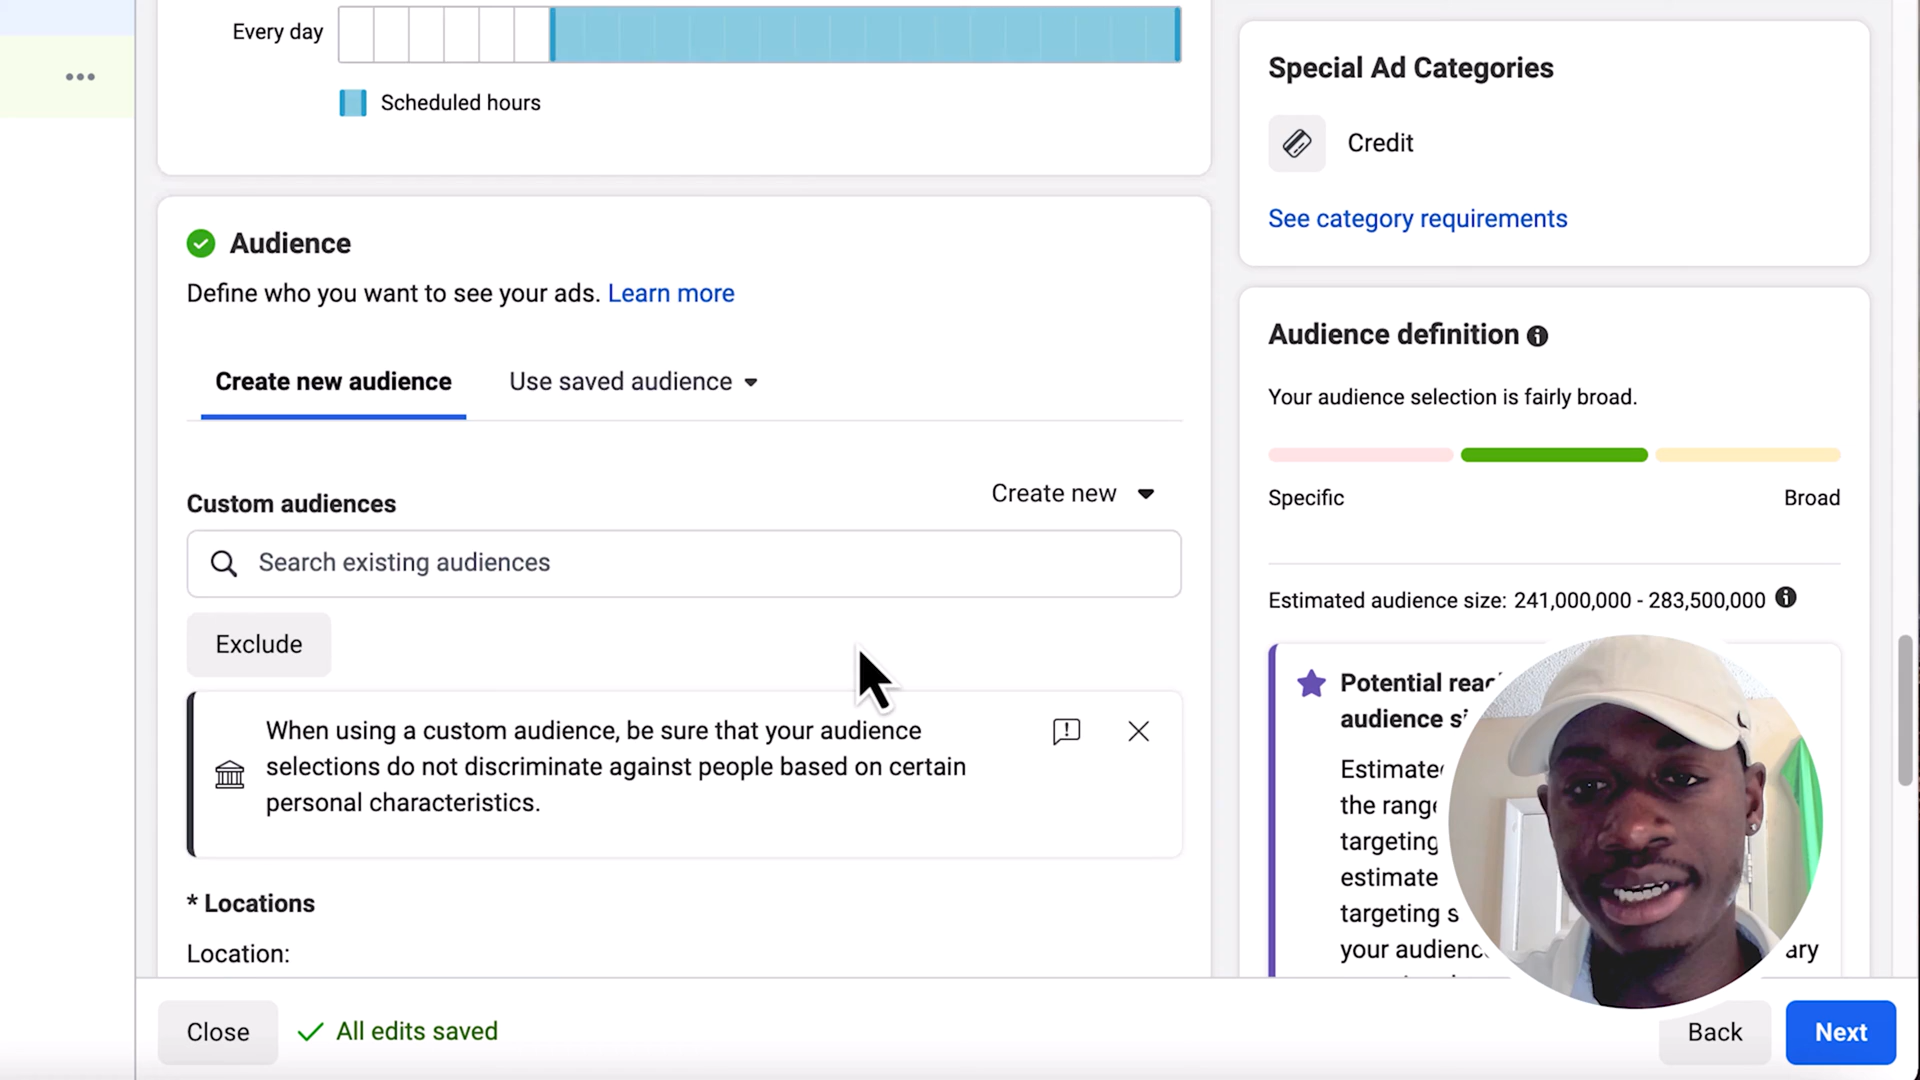 Every day
Scheduled hours
Audience
Define who you want to see your ads. Learn more
Create new audience
Use saved audience
Custom audiences
Create new
Search existing audiences
Exclude
When using a custom audience, be sure that your audience
selections do not discriminate against people based on certain
personal characteristics.
* Locations
Location:
Close
All edits saved
Special Ad Categories
Credit
See category requirements
Audience definition
Your audience selection is fairly broad.
Specific
Broad
Estimated audience size: 241,000,000 - 283,500,000
Potential
audience
the
targeting
estimate
targeting
your
Back
Next